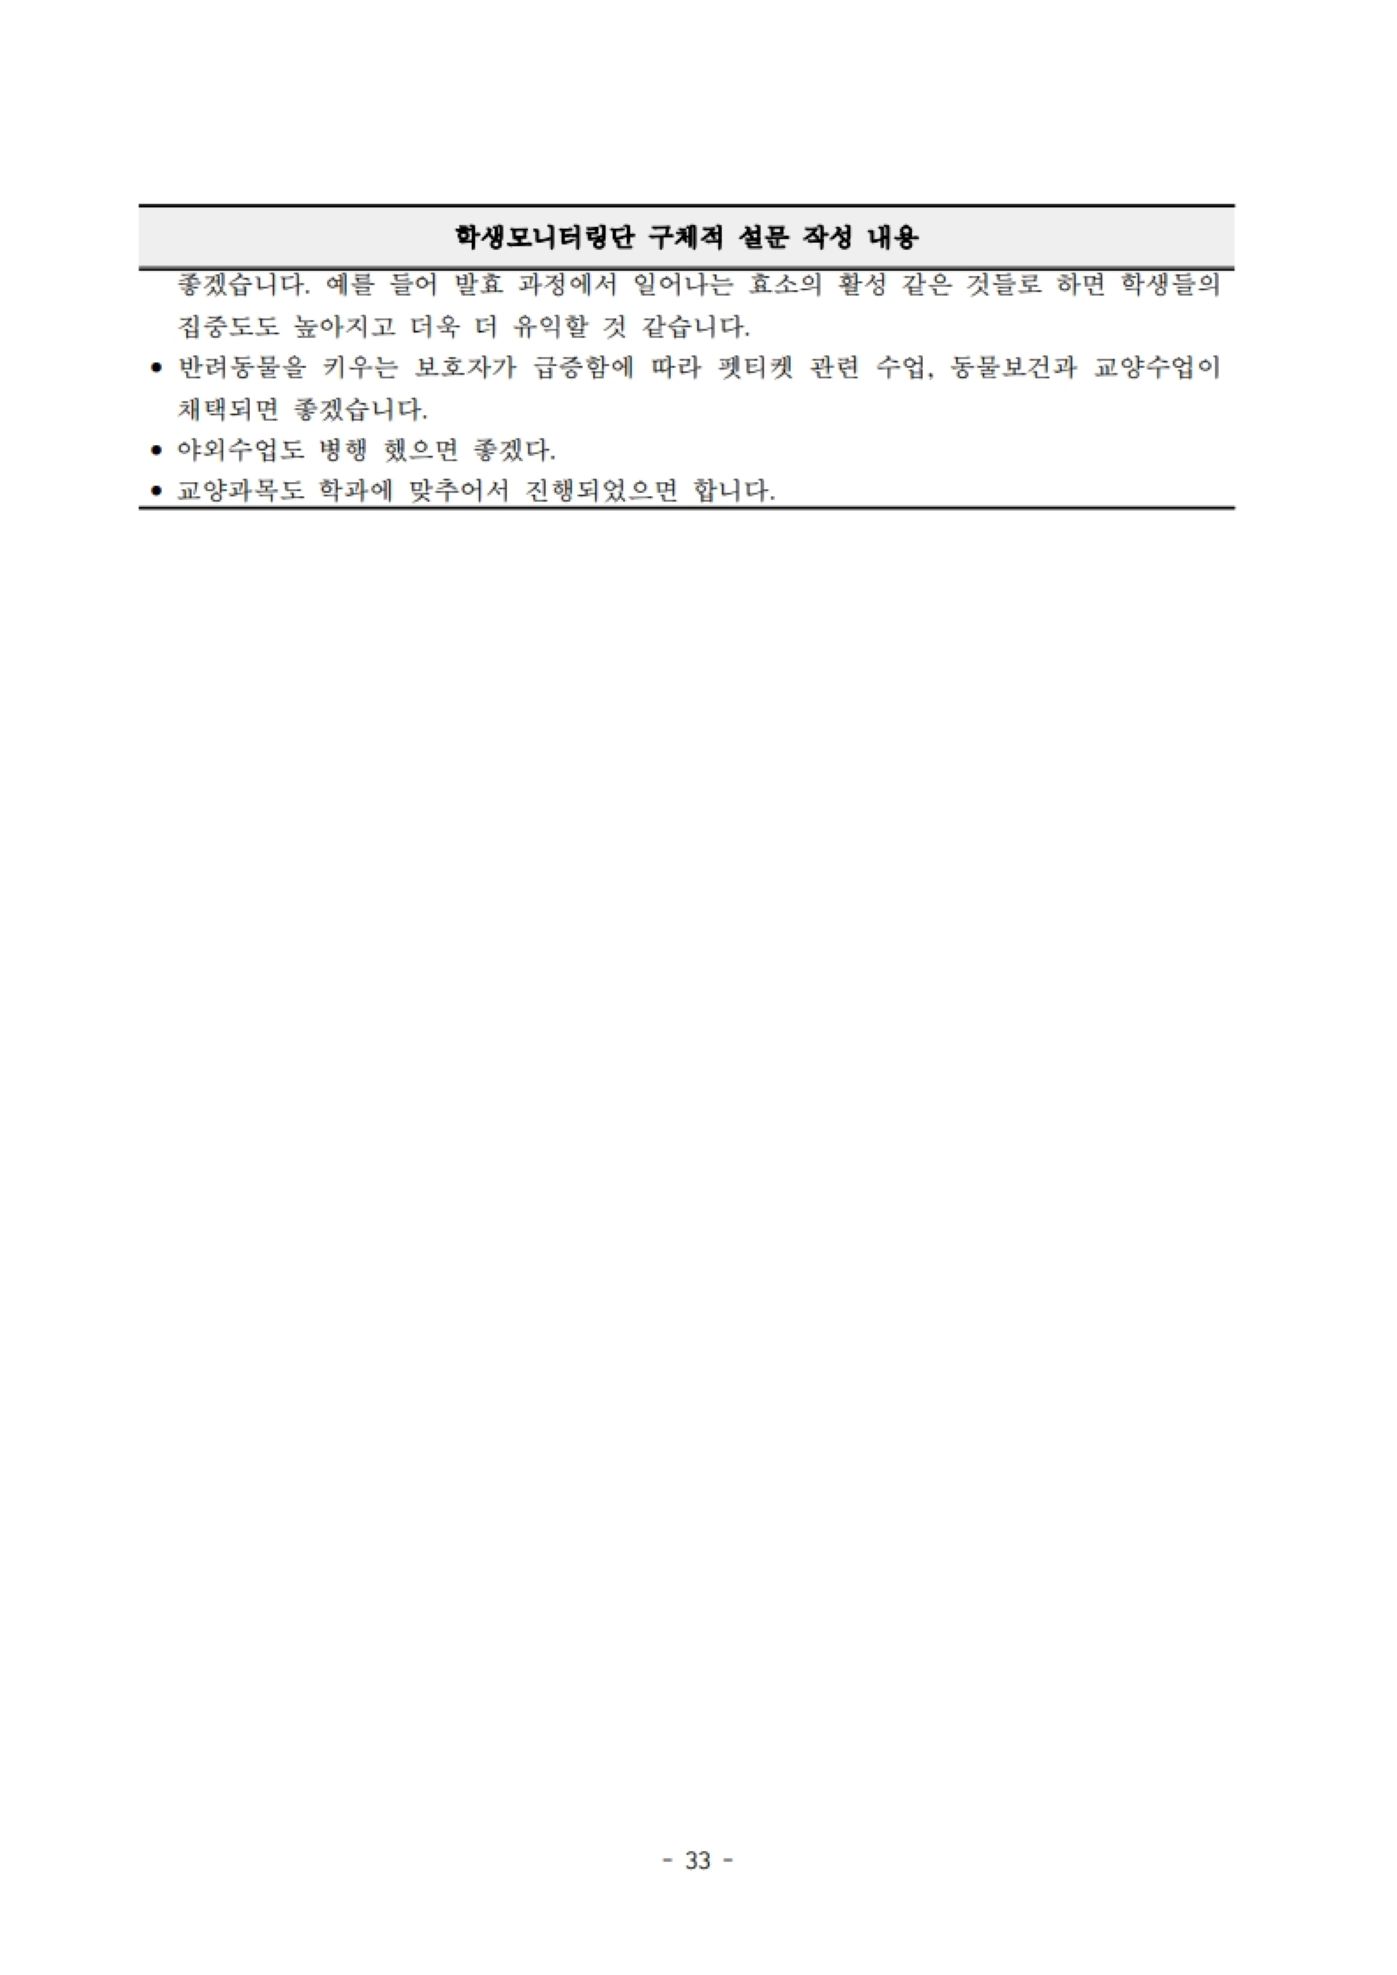 학생모니터링단 구체적 설문 작성 내용
좋겠습니다. 예를 들어 발효 과정에서 일어나는 효소의 활성 같은 것들로 하면 학생들의
집중도도 높아지고 더욱 더 유익할 것 같습니다.
• 반려동물을 키우는 보호자가 급증함에 따라 펫티켓 관련 수업, 동물보건과 교양수업이
채택되면 좋겠습니다.
• 야외수업도 병행 했으면 좋겠다.
• 교양과목도 학과에 맞추어서 진행되었으면 합니다.
- 33 -